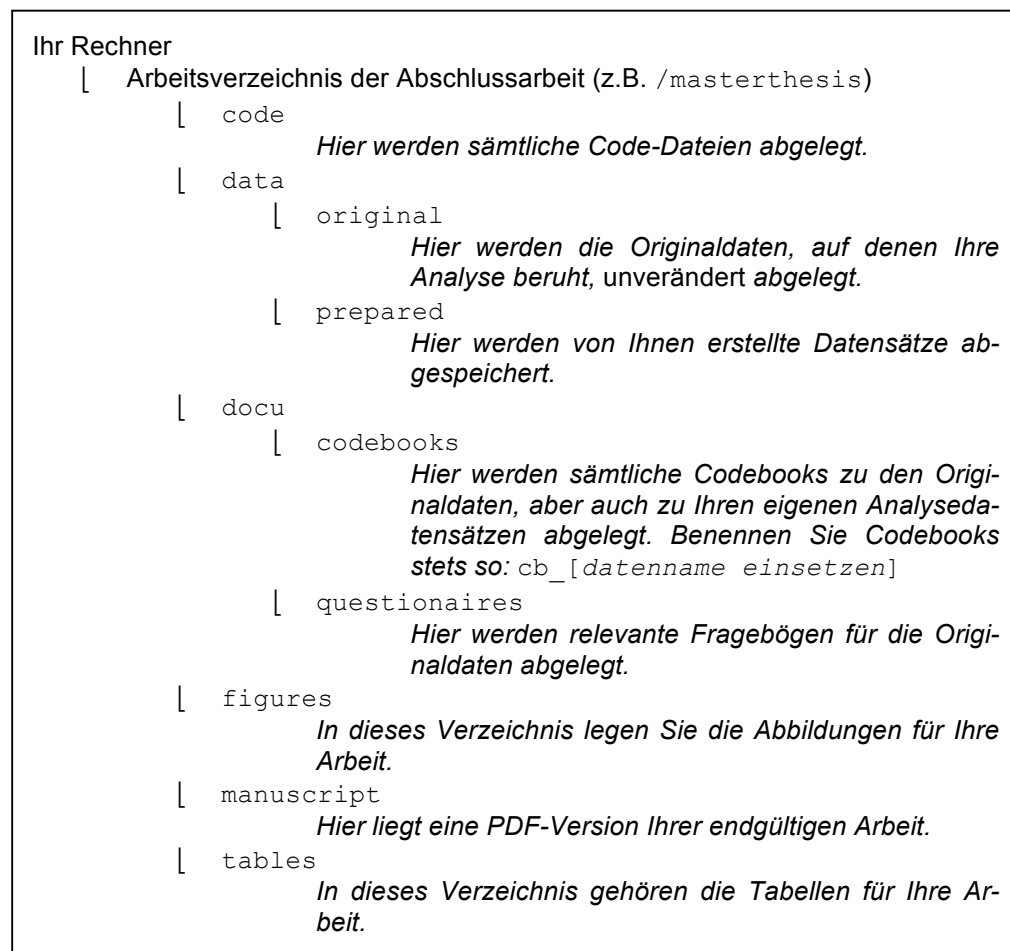 Ihr Rechner
⌊ Arbeitsverzeichnis der Abschlussarbeit (z.B. /masterthesis)
⌊ code
Hier werden sämtliche Code-Dateien abgelegt.
⌊ data
⌊ original
Hier werden die Originaldaten, auf denen Ihre
Analyse beruht, unverändert abgelegt.
⌊ prepared
Hier werden von Ihnen erstellte Datensätze ab-
gespeichert.
⌊ docu
⌊ codebooks
Hier werden sämtliche Codebooks zu den Origi-
naldaten, aber auch zu Ihren eigenen Analyseda-
tensätzen abgelegt. Benennen Sie Codebooks
stets so: cb_[datenname einsetzen]
⌊ questionaires
Hier werden relevante Fragebögen für die Origi-
naldaten abgelegt.
⌊ figures
In dieses Verzeichnis legen Sie die Abbildungen für Ihre
Arbeit.
⌊ manuscript
Hier liegt eine PDF-Version Ihrer endgültigen Arbeit.
⌊ tables
In dieses Verzeichnis gehören die Tabellen für Ihre Ar-
beit.